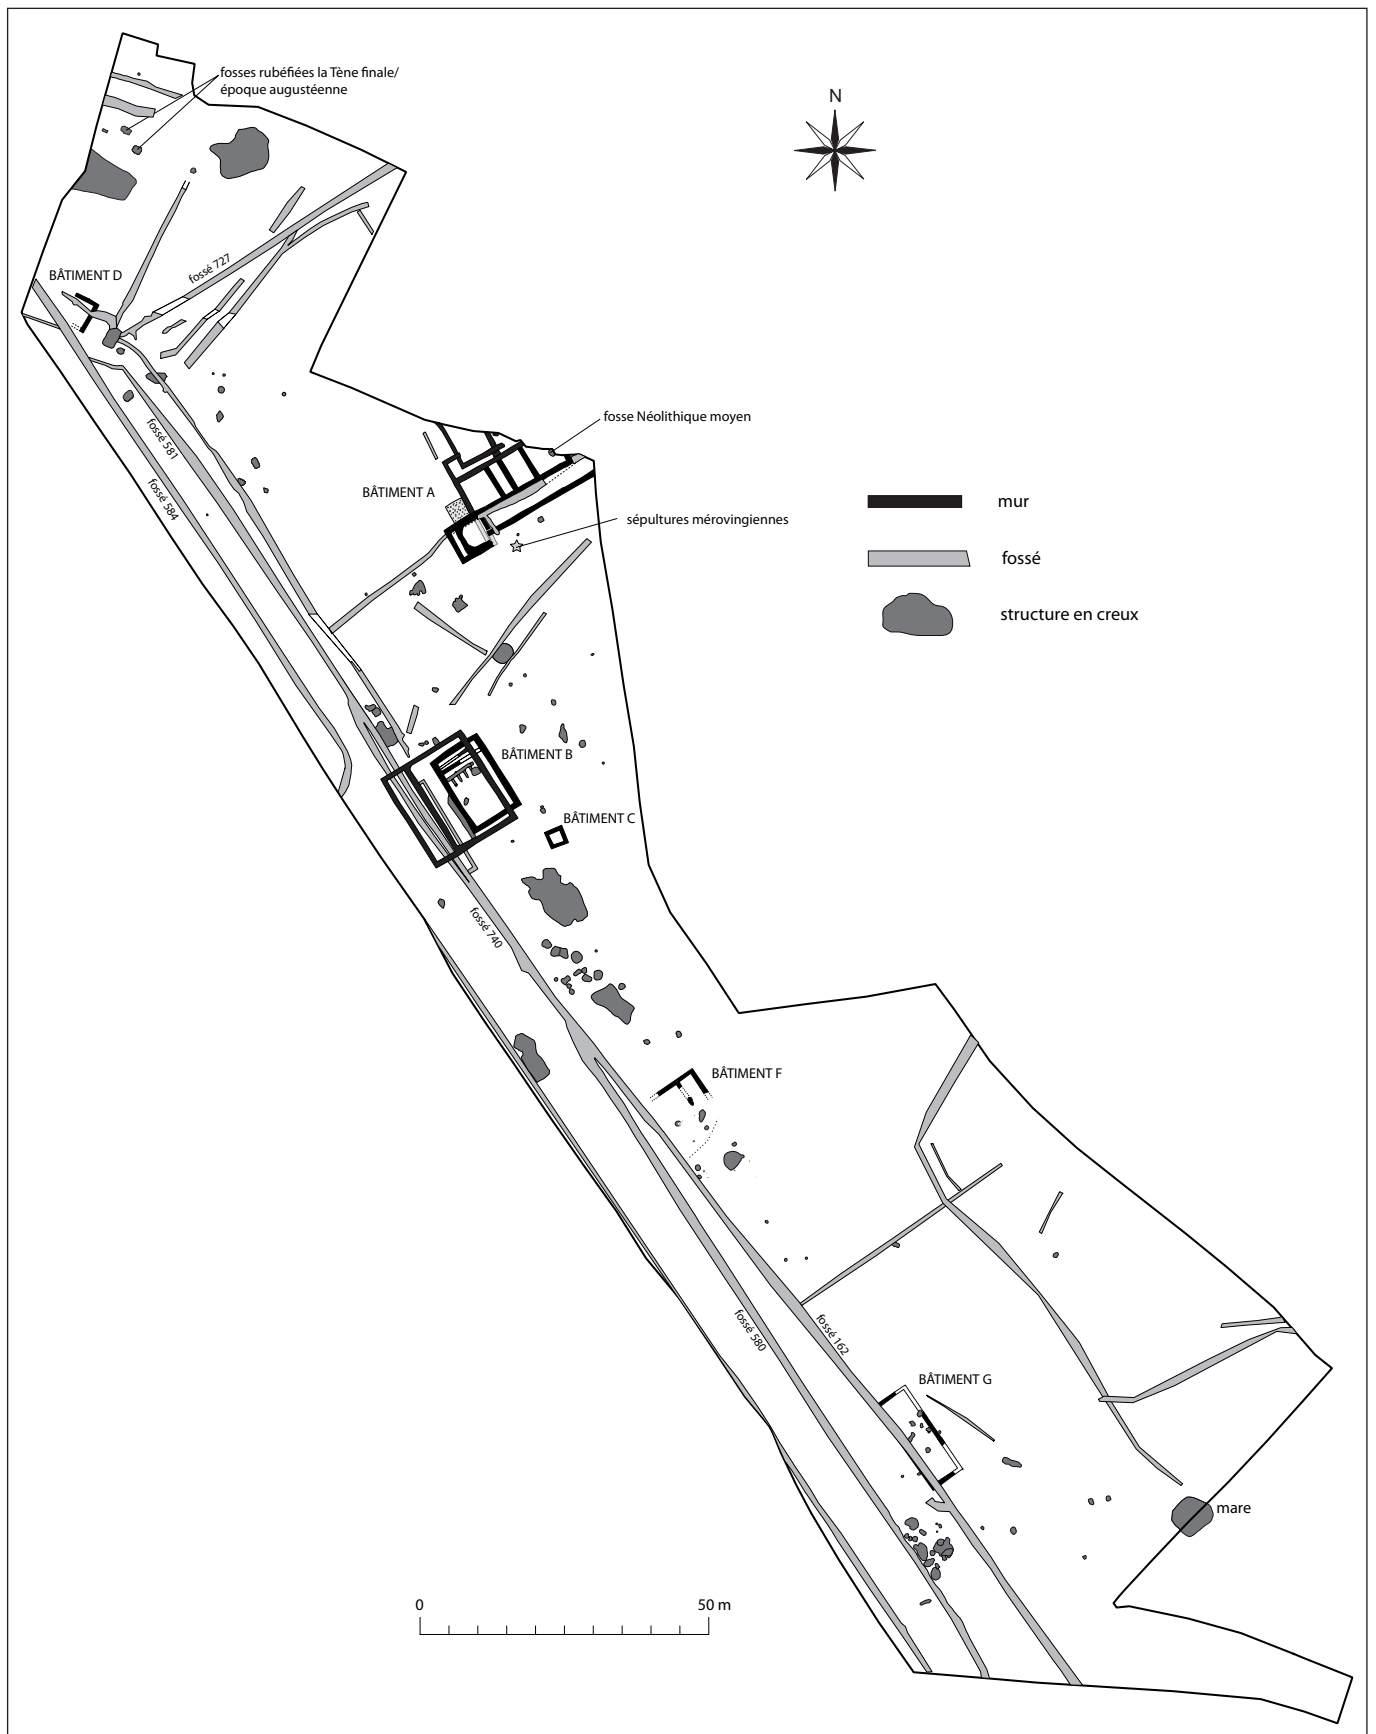 fosses rubéfiées la Tène finale/
époque augustéenne
N
fossé 727
BÂTIMENT D
fosse Néolithique moyen
fossé 581
fossé 584
BÂTIMENT A
sépultures mérovingiennes
mur
fossé
structure en creux
BÂTIMENT B
BÂTIMENT C
fossé 740
BÂTIMENT F
fossé 580
fossé 162
BÂTIMENT G
mare
0 50 m